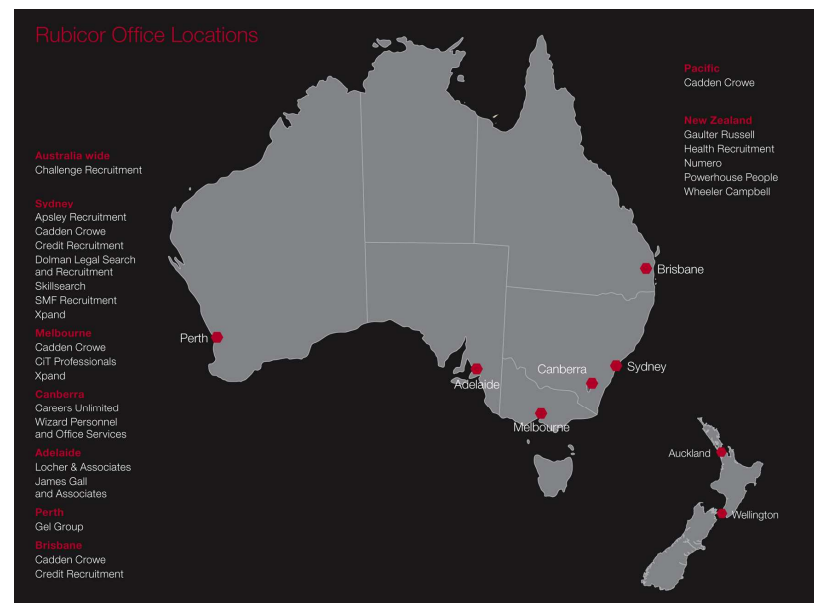 Rubicor Office Locations
Australia wide
Challenge Recruitment
Sydney
Apsley Recruitment
Cadden Crowe
Credit Recruitment
Dolman Legal Search
and Recruitment
Skillsearch
SMF Recruitment
Xpand
Melbourne
Cadden Crowe
CiT Professionals
Xpand
Canberra
Careers Unlimited
Wizard Personnel
and Office Services
Adelaide
Locher & Associates
James Gall
and Associates
Perth
Gel Group
Brisbane
Cadden Crowe
Credit Recruitment
Pacific
Cadden Crowe
New Zealand
Gaulter Russell
Health Recruitment
Numero
Powerhouse People
Wheeler Campbell
Brisbane
Perth
Adelaide
Canberra
Sydney
Melbourne
Auckland
Wellington